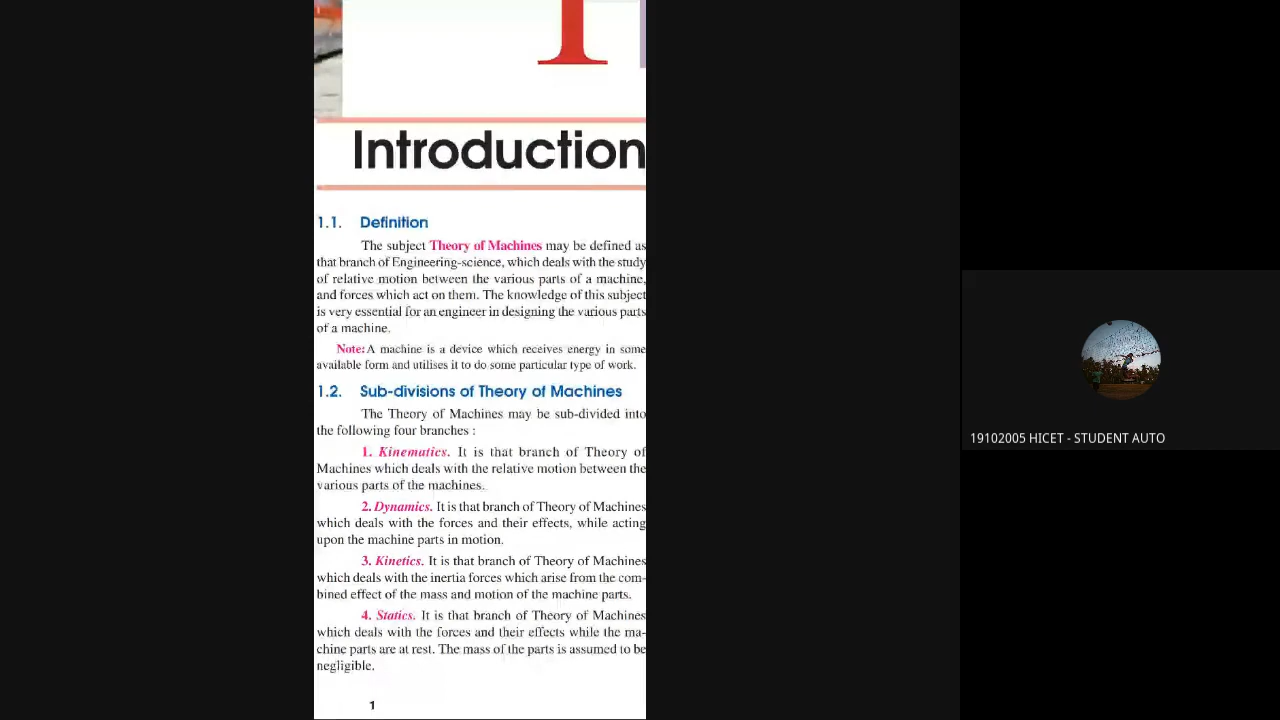 1
Introduction
1.1. Definition
The subject Theory of Machines may be defined as
that branch of Engineering-science, which deals with the study
of relative motion between the various parts of a machine,
and forces which act on them. The knowledge of this subject
is very essential for an engineer in designing the various parts
of a machine.
Note: A machine is a device which receives energy in some
available form and utilises it to do some particular type of work.
1.2. Sub-divisions of Theory of Machines
The Theory of Machines may be sub-divided into
the following four branches :
1. Kinematics. It is that branch of Theory of
Machines which deals with the relative motion between the
various parts of the machines.
2. Dynamics. It is that branch of Theory of Machines
which deals with the forces and their effects, while acting
upon the machine parts in motion.
3. Kinetics. It is that branch of Theory of Machines
which deals with the inertia forces which arise from the com-
bined effect of the mass and motion of the machine parts.
4. Statics. It is that branch of Theory of Machines
which deals with the forces and their effects while the ma-
chine parts are at rest. The mass of the parts is assumed to be
negligible.
1
19102005 HICET - STUDENT AUTO